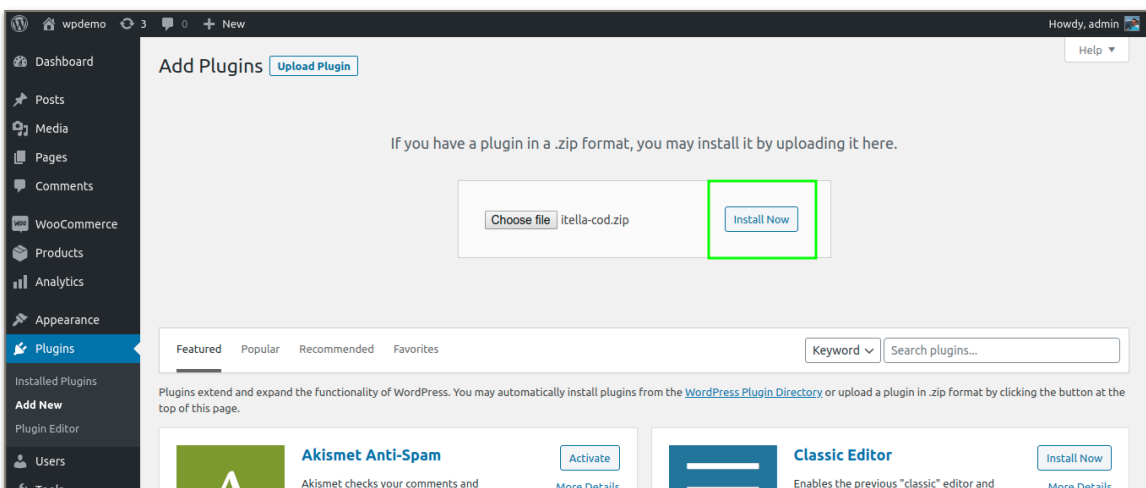 wpdemo 3 0 + New Howdy, admin
Help ▼
Dashboard
Posts
Media
Pages
Comments
WooCommerce
Products
Analytics
Appearance
Plugins
Installed Plugins
Add New
Plugin Editor
Users
Tools
Add Plugins Upload Plugin
If you have a plugin in a .zip format, you may install it by uploading it here.
Choose file itella-cod.zip Install Now
Featured Popular Recommended Favorites Keyword Search plugins...
Plugins extend and expand the functionality of WordPress. You may automatically install plugins from the WordPress Plugin Directory or upload a plugin in .zip format by clicking the button at the
top of this page.
Akismet Anti-Spam Activate
Akismet checks your comments and More Details
Classic Editor Install Now
Enables the previous "classic" editor and More Details